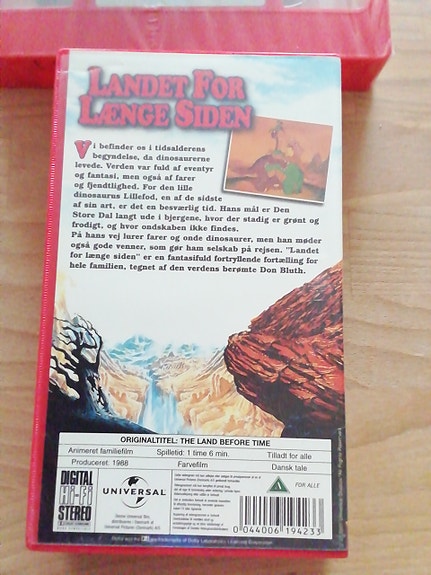 LANDET FOR
LÆNGE SIDEN
Vi befinder os i tidsalderens
begyndelse, da dinosaurerne
levede. Verden var fuld af eventyr
og fantasi, men også af farer
og fjendtlighed. For den lille
dinosaurus Lillefod, en af de sidste
af sin art, er det en besværlig tid. Hans mål er Den
Store Dal langt ude i bjergene, hvor der stadig er grønt og
frodigt, og hvor ondskaben ikke findes.
På hans vej lurer farer og onde dinosaurer, men han møder
også gode venner, som gør ham selskab på rejsen. "Landet
for længe siden" er en fantasifuld fortryllende fortælling for
hele familien, tegnet af den verdens berømte Don Bluth.
ORIGINALTITEL: THE LAND BEFORE TIME
Animeret familiefilm Spilletid: 1 time 6 min. Tilladt for alle
Produceret: 1988 Farvefilm Dansk tale
DIGITAL
HI-FI
STEREO
UNIVERSAL
FOR ALLE
0 044006 194233